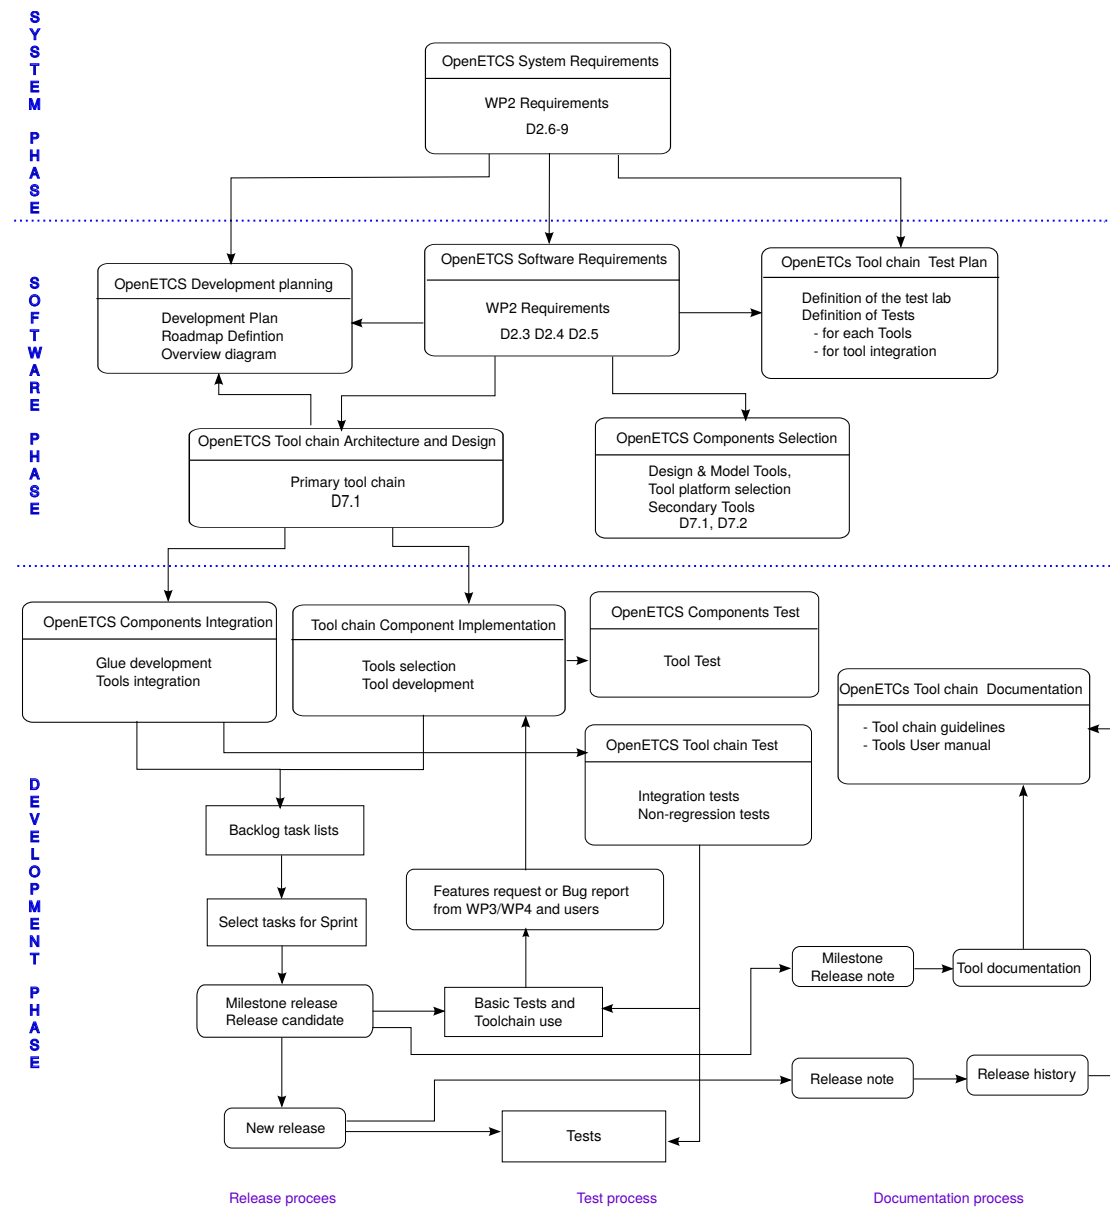 SYSTEM PHASE
OpenETCS System Requirements
WP2 Requirements
D2.6-9
SOFTWARE PHASE
OpenETCS Development planning
Development Plan
Roadmap Defintion
Overview diagram
OpenETCS Software Requirements
WP2 Requirements
D2.3 D2.4 D2.5
OpenETCs Tool chain Test Plan
Definition of the test lab
Definition of Tests
- for each Tools
- for tool integration
OpenETCS Tool chain Architecture and Design
Primary tool chain
D7.1
OpenETCS Components Selection
Design & Model Tools,
Tool platform selection
Secondary Tools
D7.1, D7.2
DEVELOPMENT PHASE
OpenETCS Components Integration
Glue development
Tools integration
Tool chain Component Implementation
Tools selection
Tool development
OpenETCS Components Test
Tool Test
OpenETCs Tool chain Documentation
- Tool chain guidelines
- Tools User manual
OpenETCS Tool chain Test
Integration tests
Non-regression tests
Backlog task lists
Features request or Bug report
from WP3/WP4 and users
Select tasks for Sprint
Milestone
Release note
Tool documentation
Milestone release
Release candidate
Basic Tests and
Toolchain use
Release note
Release history
New release
Tests
Release procees
Test process
Documentation process